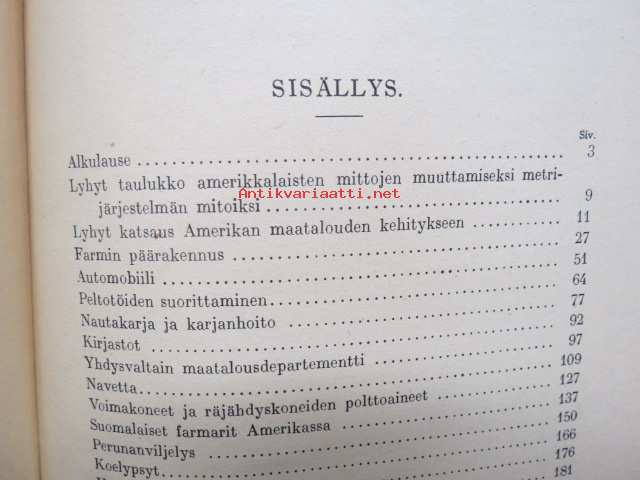 SISÄLLYS.
Siv.
Alkulause 3
Lyhyt taulukko amerikkalaisten mittojen muuttamiseksi metri-
Antikvariaatti.net
järjestelmän mitoiksi 9
Lyhyt katsaus Amerikan maatalouden kehitykseen 11
Farmin päärakennus 27
Automobiili 51
Peltotöiden suorittaminen 64
Nautakarja ja karjanhoito 77
Kirjastot 92
Yhdysvaltain maatalousdepartementti 97
Navetta 109
Voimakoneet ja räjähdyskoneiden polttoaineet 127
Suomalaiset farmarit Amerikassa 137
Perunanviljelys 150
Koelypsyt 166
176
181
Antikvariaatti.net